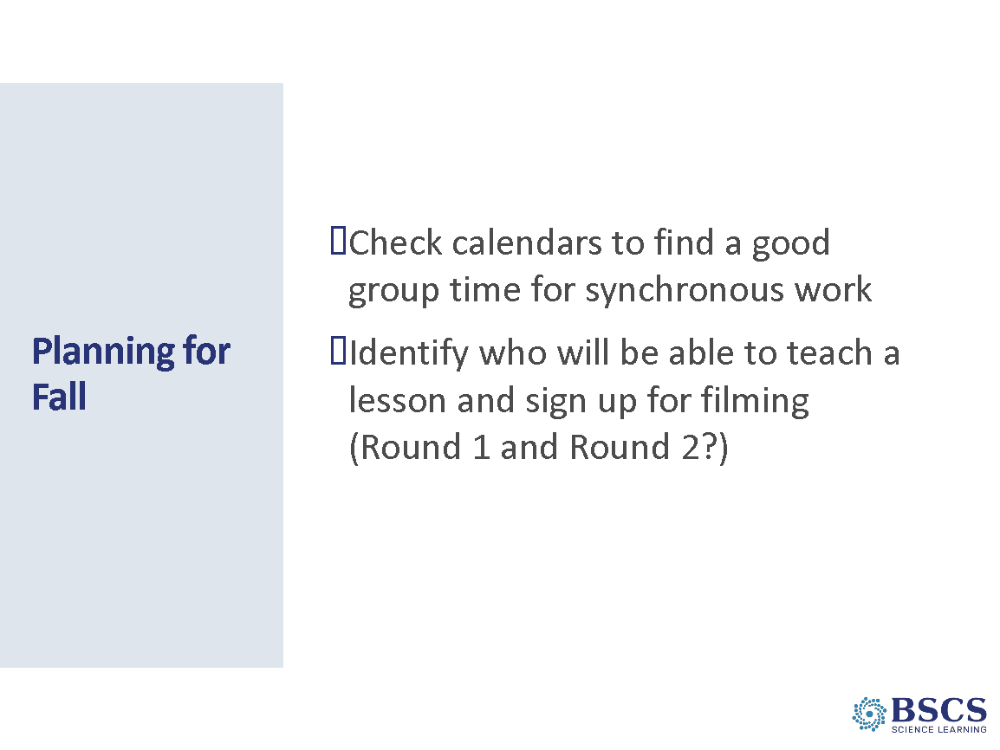 Planning for
Fall
Check calendars to find a good
group time for synchronous work
Identify who will be able to teach a
lesson and sign up for filming
(Round 1 and Round 2?)
BSCS
SCIENCE LEARNING